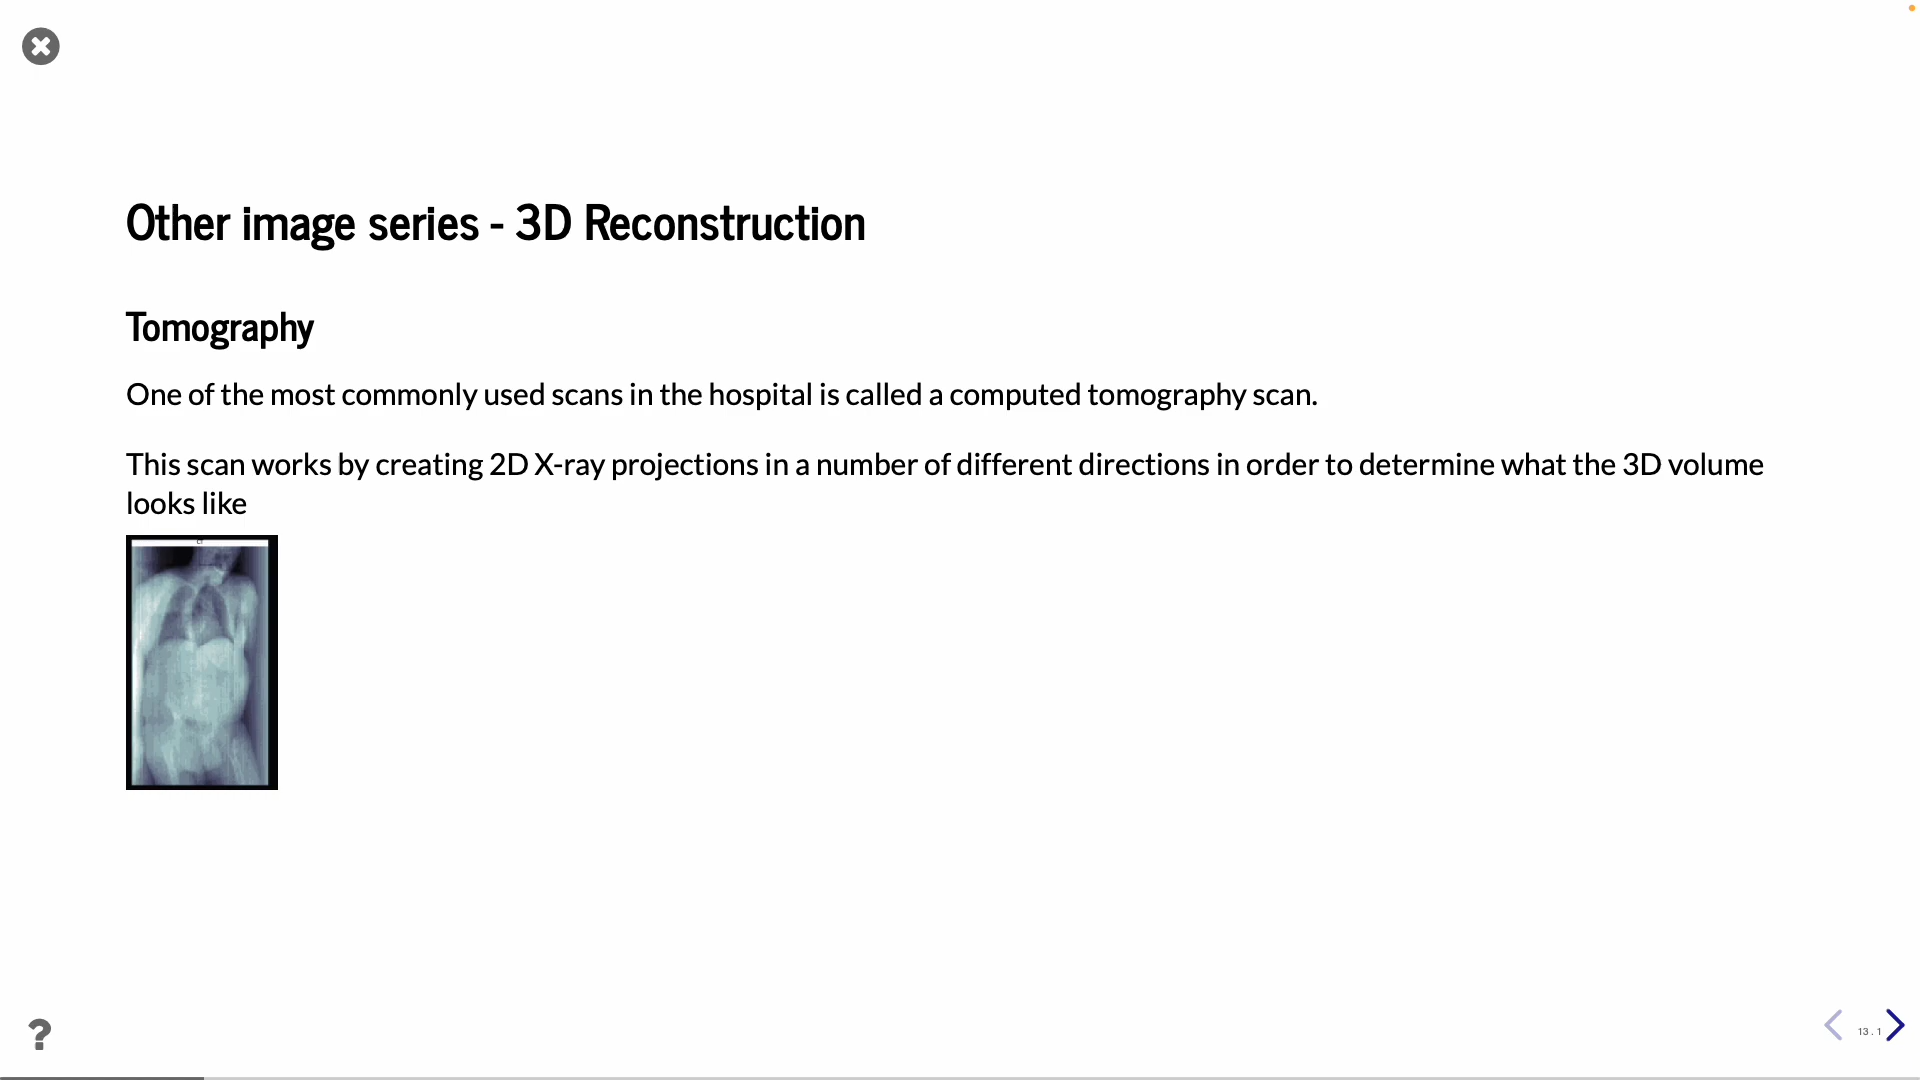 Other image series - 3D Reconstruction
Tomography
One of the most commonly used scans in the hospital is called a computed tomography scan.
This scan works by creating 2D X-ray projections in a number of different directions in order to determine what the 3D volume
looks like
?
13 . 1